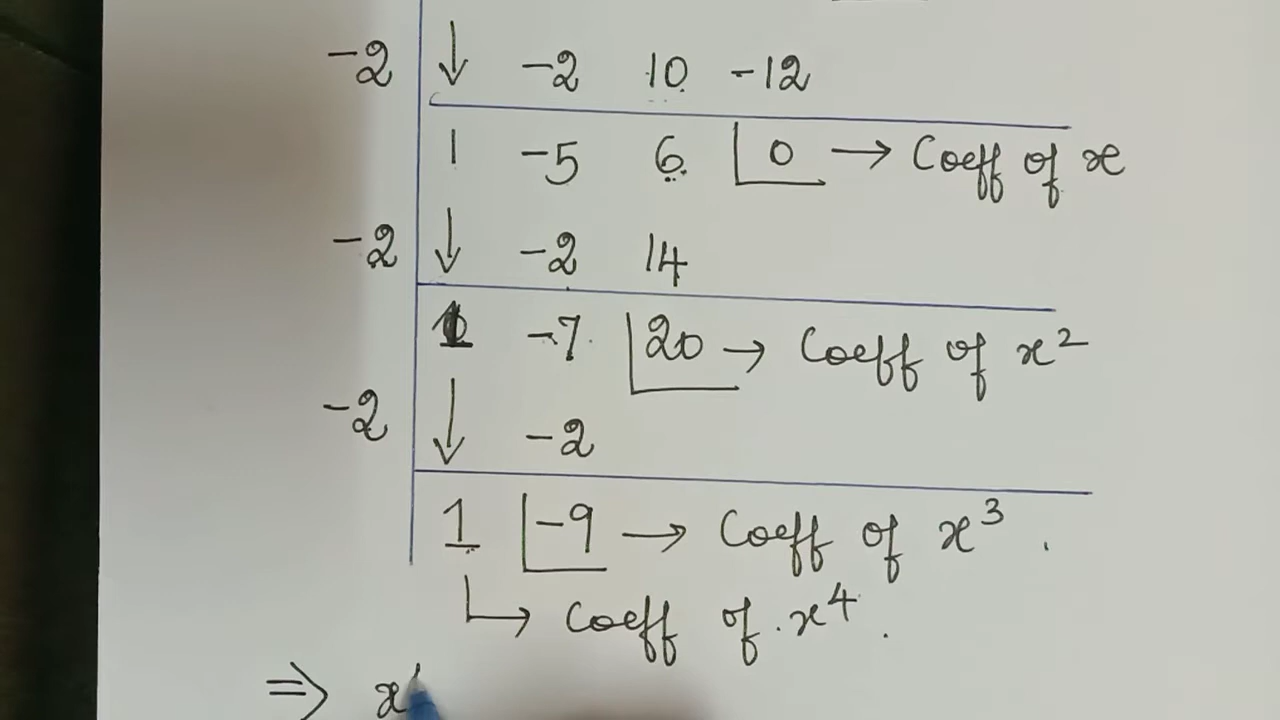 -2 ↓ -2 10 -12
1 -5 6 0 → Coeff of x
-2 ↓ -2 14
1 -7 20 → Coeff of x²
-2 ↓ -2
1 -9 → Coeff of x³.
↳ Coeff of x⁴.
⇒ x